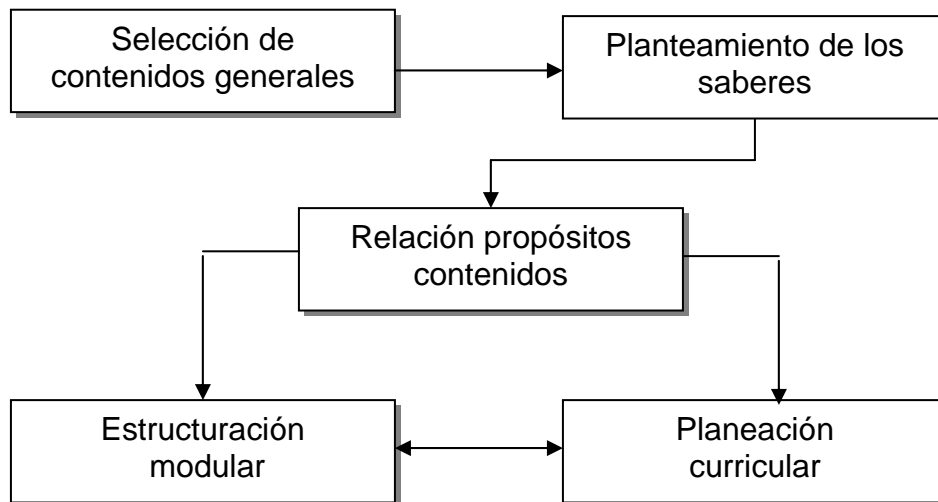 Selección de
contenidos generales
Planteamiento de los
saberes
Relación propósitos
contenidos
Estructuración
modular
Planeación
curricular